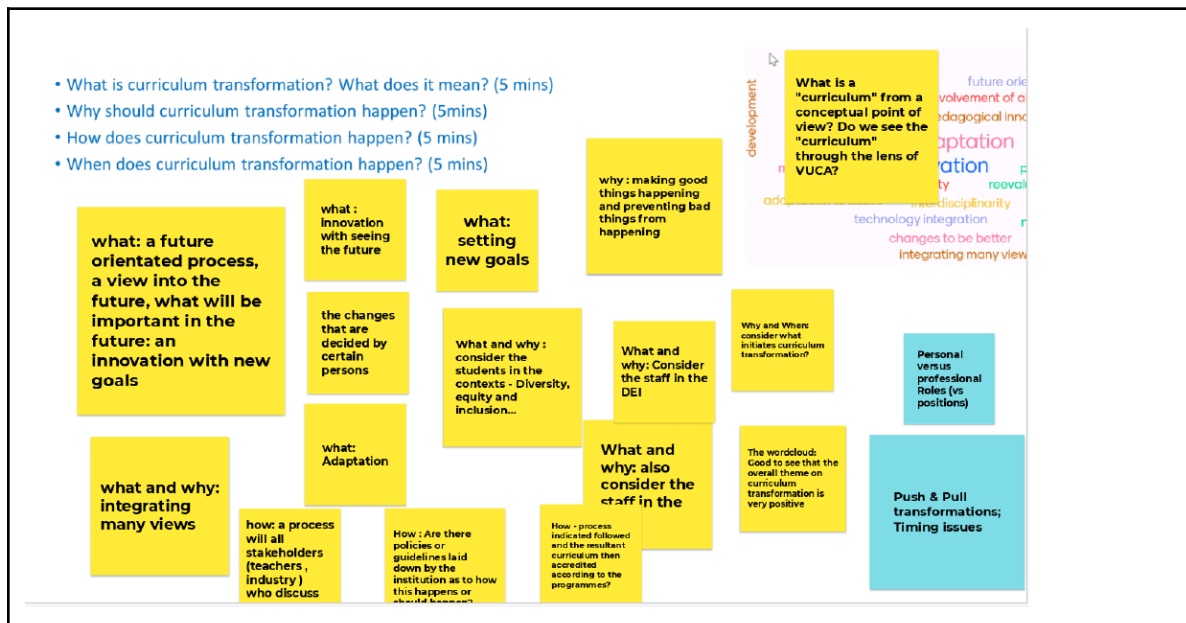 • What is curriculum transformation? What does it mean? (5 mins)
• Why should curriculum transformation happen? (5mins)
• How does curriculum transformation happen? (5 mins)
• When does curriculum transformation happen? (5 mins)
development
What is a
"curriculum" from a
conceptual point of
view? Do we see the
"curriculum"
through the lens of
VUCA?
future orie
volvement of a
edagogical inno
aptation
vation
ty
reeval
interdisciplinarity
technology integration
changes to be better
integrating many view
what: a future
orientated process,
a view into the
future, what will be
important in the
future: an
innovation with new
goals
what :
innovation
with seeing
the future
what:
setting
new goals
why : making good
things happening
and preventing bad
things from
happening
the changes
that are
decided by
certain
persons
What and why :
consider the
students in the
contexts - Diversity,
equity and
inclusion...
What and
why: Consider
the staff in the
DEI
Why and When:
consider what
initiates curriculum
transformation?
Personal
versus
professional
Roles (vs
positions)
what and why:
integrating
many views
what:
Adaptation
What and
why: also
consider the
staff in the
The wordcloud:
Good to see that the
overall theme on
curriculum
transformation is
very positive
Push & Pull
transformations;
Timing issues
how: a process
will all
stakeholders
(teachers ,
industry )
who discuss
How : Are there
policies or
guidelines laid
down by the
institution as to how
this happens or
should happen?
How - process
indicated followed
and the resultant
curriculum then
accredited
according to the
programmes?